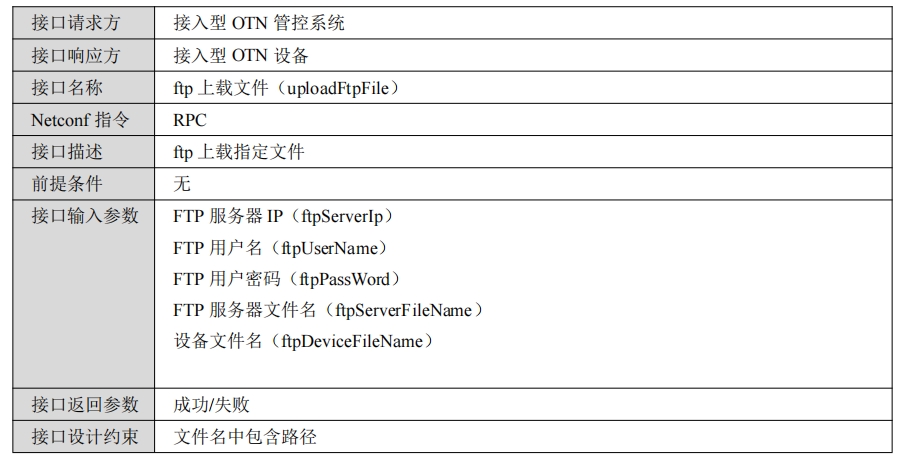 接口请求方 接入型 OTN 管控系统
接口响应方 接入型 OTN 设备
接口名称 ftp 上载文件（uploadFtpFile）
Netconf 指令 RPC
接口描述 ftp 上载指定文件
前提条件 无
接口输入参数 FTP 服务器 IP（ftpServerIp）
FTP 用户名（ftpUserName）
FTP 用户密码（ftpPassWord）
FTP 服务器文件名（ftpServerFileName）
设备文件名（ftpDeviceFileName）
接口返回参数 成功/失败
接口设计约束 文件名中包含路径